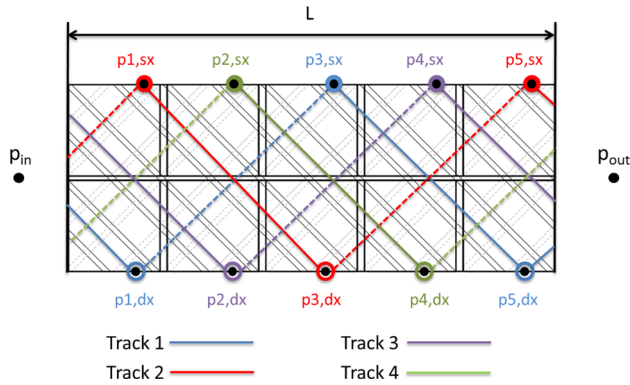 L
p1,sx p2,sx p3,sx p4,sx p5,sx
pin pout
p1,dx p2,dx p3,dx p4,dx p5,dx
Track 1 Track 3
Track 2 Track 4